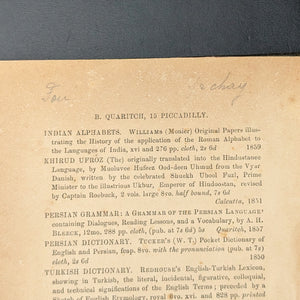 B. QUARITCH, 15 PICCADILLY.
INDIAN ALPHABETS. WILLIAMS (Monier) Original Papers illus-
trating the History of the application of the Roman Alphabet to
the Languages of India, xvi and 276 pp. cloth, 2s 6d 1859
KHIRUD UFROZ (The) originally translated into the Hindustanee
Language, by Muoluvee Hufeez Ood-deen Uhmud from the Uyar
Danish, written by the celebrated Shuekh Ubool Fuzl, Prime
Minister to the illustrious Ukbur, Emperor of Hindoostan, revised
by Captain Roebuck, 2 vols. large 8vo. half bound, 7s
Calcutta, 1851
PERSIAN GRAMMAR: A GRAMMAR OF THE PERSIAN LANGUAGE
containing Dialogues, Reading Lessons, and a Vocabulary, by A. H.
BLEECK, 12mo. 288 pp. cloth, (pub. at 7s 6d) 5s Quaritch, 1857
PERSIAN DICTIONARY. TUCKER'S (W. T.) Pocket Dictionary of
English and Persian, fcap. 8vo. with the pronunciation (pub. at 7s)
cloth, 2s 6d 1850
TURKISH DICTIONARY. REDHOUSE'S English-Turkish Lexicon,
showing in Turkish, the literal, incidental, figurative, colloquial,
and technical significations of the English terms; preceded by a
Sketch of English Etymology, royal 8vo. xvi. and 828 pp. printed